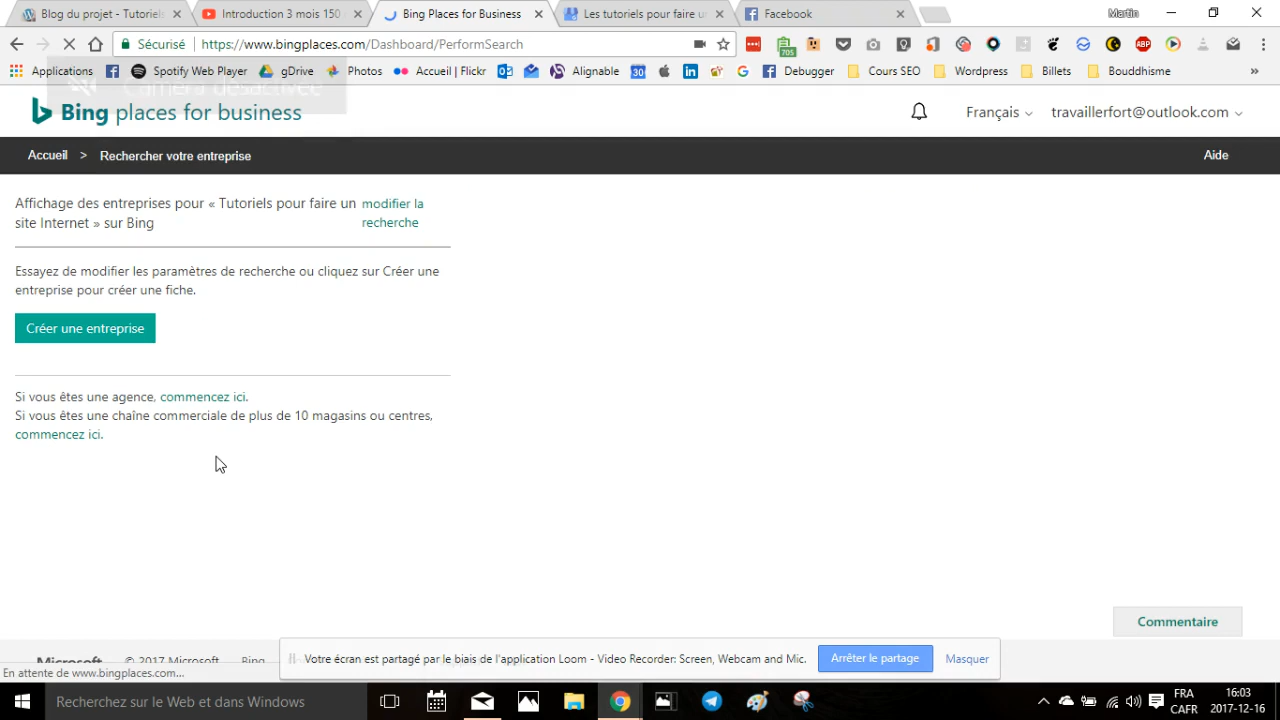 Blog du projet - Tutoriels
Introduction 3 mois 150
Bing Places for Business
Les tutoriels pour faire u
Facebook
Martin
Sécurisé
https://www.bingplaces.com/Dashboard/PerformSearch
705
ABP
Applications
Spotify Web Player
gDrive
Photos
Accueil | Flickr
Alignable
30
Debugger
Cours SEO
Wordpress
Billets
Bouddhisme
»
Caméra désactivée
Bing places for business
Français
travaillerfort@outlook.com
Accueil > Rechercher votre entreprise
Aide
Affichage des entreprises pour « Tutoriels pour faire un
site Internet » sur Bing
modifier la
recherche
Essayez de modifier les paramètres de recherche ou cliquez sur Créer une
entreprise pour créer une fiche.
Créer une entreprise
Si vous êtes une agence, commencez ici.
Si vous êtes une chaîne commerciale de plus de 10 magasins ou centres,
commencez ici.
Commentaire
Microsoft
© 2017 Microsoft
Bing
Votre écran est partagé par le biais de l'application Loom - Video Recorder: Screen, Webcam and Mic.
Arrêter le partage
Masquer
En attente de www.bingplaces.com...
Recherchez sur le Web et dans Windows
FRA
CAFR
16:03
2017-12-16